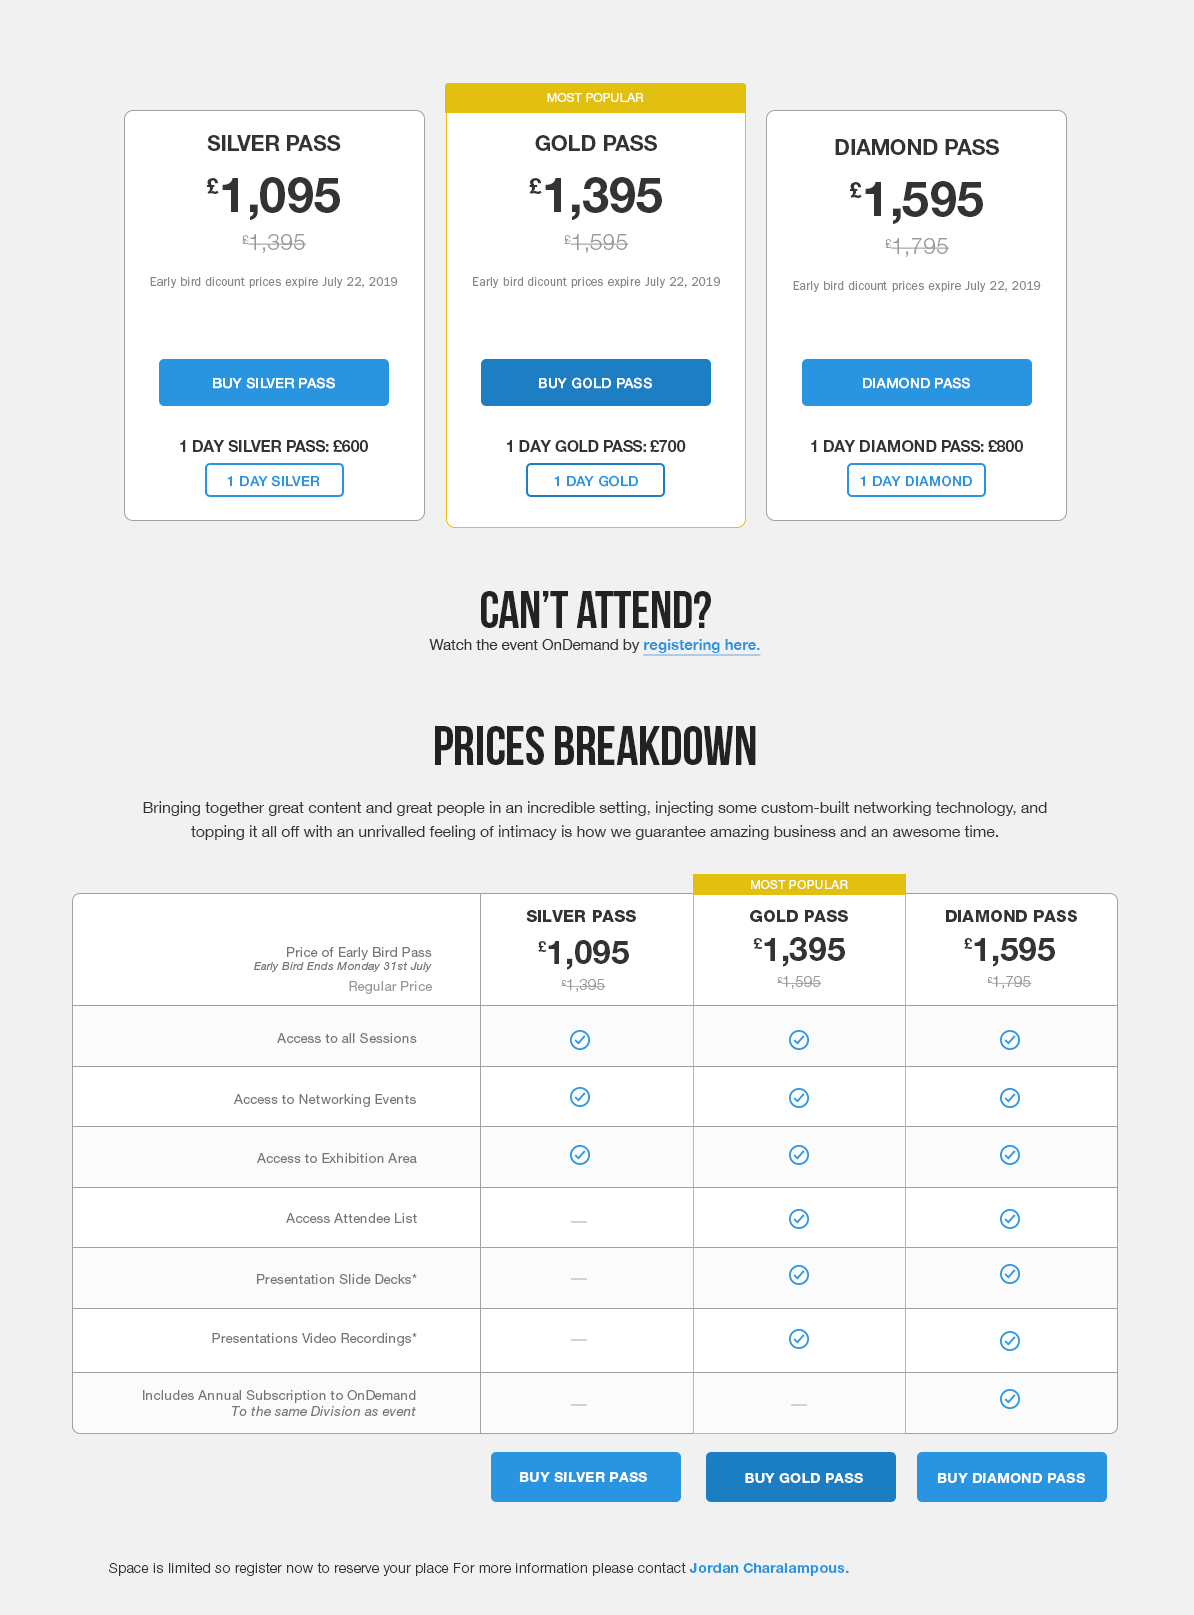 MOST POPULAR
SILVER PASS
£1,095
£1,395
Early bird dicount prices expire July 22, 2019
BUY SILVER PASS
1 DAY SILVER PASS: £600
1 DAY SILVER
GOLD PASS
£1,395
£1,595
Early bird dicount prices expire July 22, 2019
BUY GOLD PASS
1 DAY GOLD PASS: £700
1 DAY GOLD
DIAMOND PASS
£1,595
£1,795
Early bird dicount prices expire July 22, 2019
DIAMOND PASS
1 DAY DIAMOND PASS: £800
1 DAY DIAMOND
CAN'T ATTEND?
Watch the event OnDemand by registering here.
PRICES BREAKDOWN
Bringing together great content and great people in an incredible setting, injecting some custom-built networking technology, and
topping it all off with an unrivalled feeling of intimacy is how we guarantee amazing business and an awesome time.
MOST POPULAR
SILVER PASS GOLD PASS DIAMOND PASS
Price of Early Bird Pass £1,095 £1,395 £1,595
Early Bird Ends Monday 31st July
Regular Price £1,395 £1,595 £1,795
Access to all Sessions
Access to Networking Events
Access to Exhibition Area
Access Attendee List —
Presentation Slide Decks* —
Presentations Video Recordings* —
Includes Annual Subscription to OnDemand — —
To the same Division as event
BUY SILVER PASS BUY GOLD PASS BUY DIAMOND PASS
Space is limited so register now to reserve your place For more information please contact Jordan Charalampous.